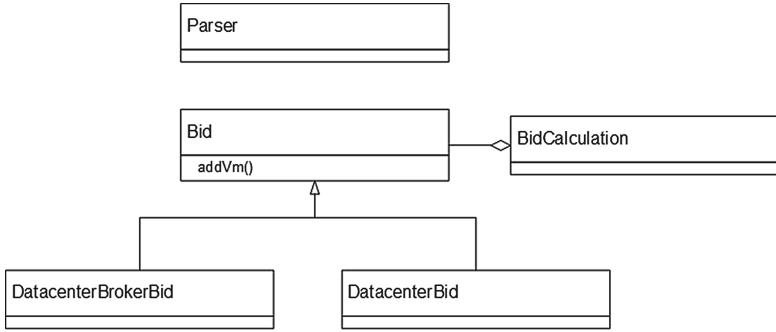 Parser
Bid
addVm()
BidCalculation
DatacenterBrokerBid
DatacenterBid